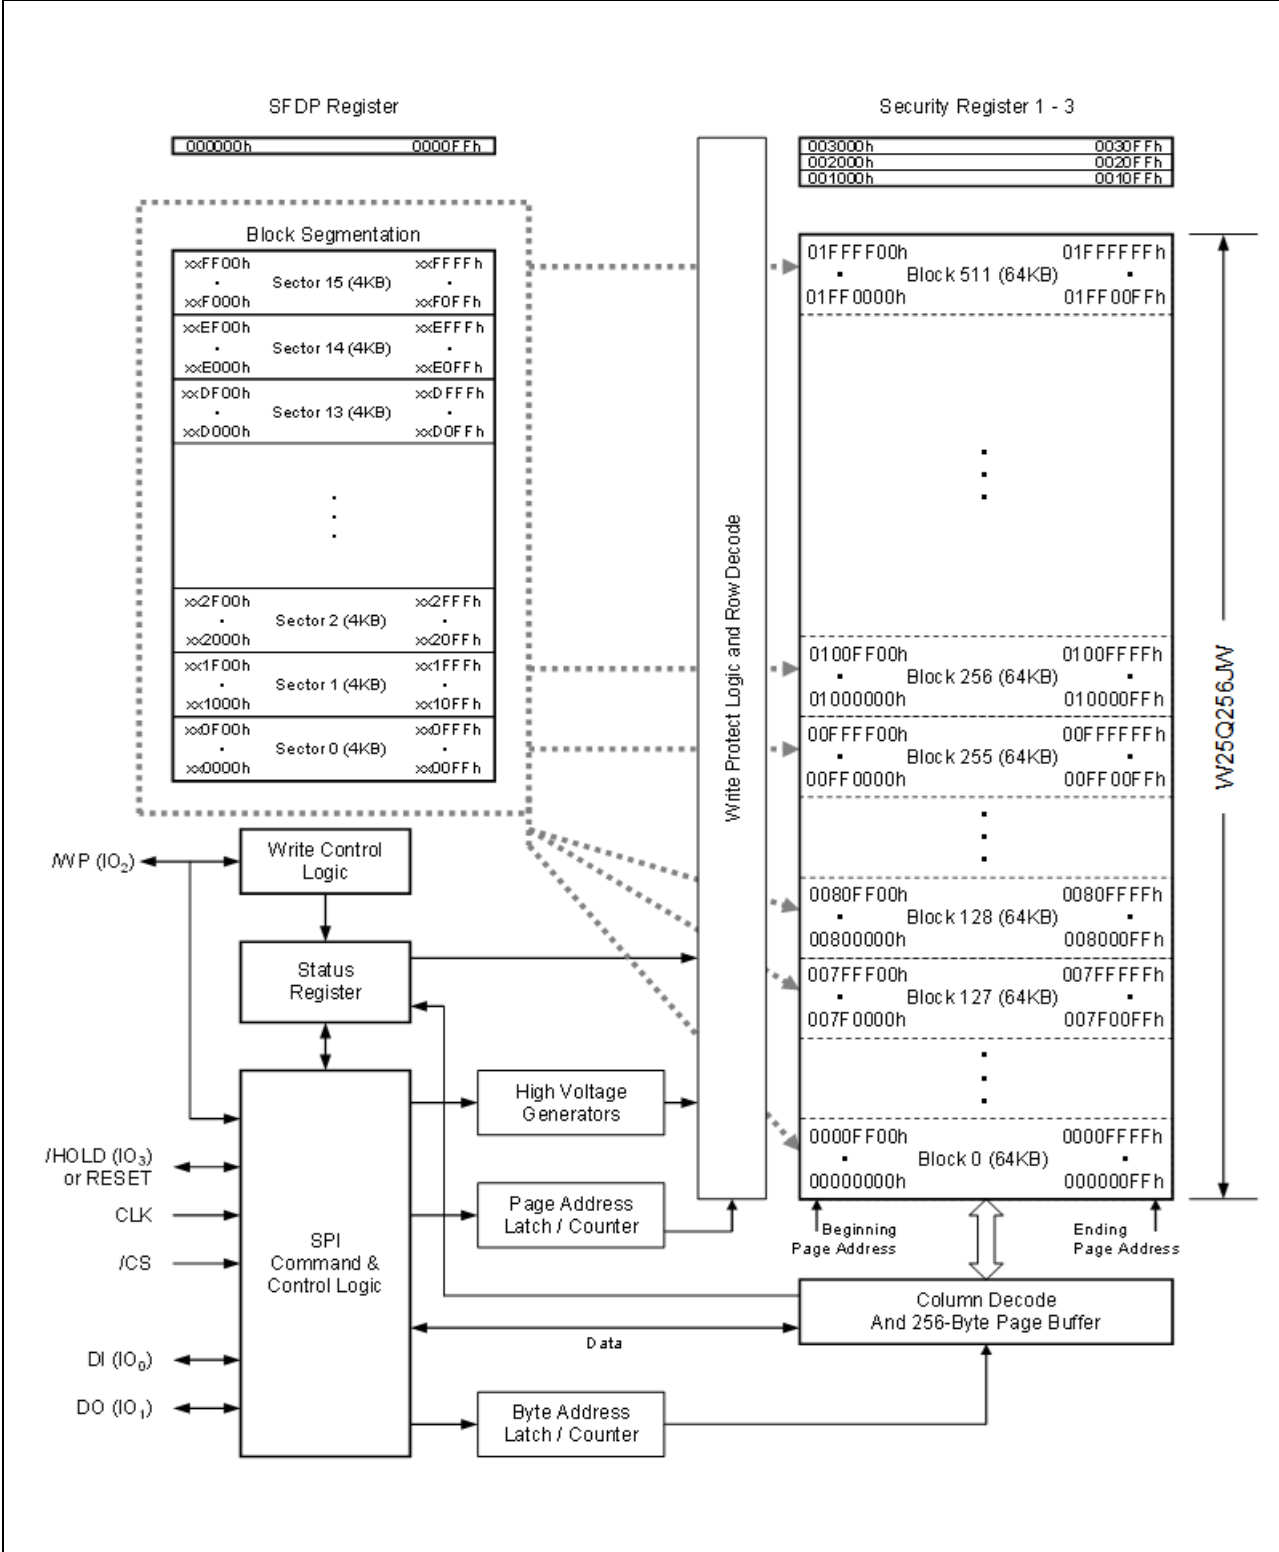 SFDP Register
000000h 0000FFh
Block Segmentation
xxFF00h xxFFFFh
Sector 15 (4KB)
xxF000h xxF0FFh
xxEF00h xxEFFFh
Sector 14 (4KB)
xxE000h xxE0FFh
xxDF00h xxDFFFh
Sector 13 (4KB)
xxD000h xxD0FFh
xx2F00h xx2FFFh
Sector 2 (4KB)
xx2000h xx20FFh
xx1F00h xx1FFFh
Sector 1 (4KB)
xx1000h xx10FFh
xx0F00h xx0FFFh
Sector 0 (4KB)
xx0000h xx00FFh
Write Protect Logic and Row Decode
Security Register 1 - 3
003000h 0030FFh
002000h 0020FFh
001000h 0010FFh
01FFFF00h 01FFFFFFh
Block 511 (64KB)
01FF0000h 01FF00FFh
0100FF00h 0100FFFFh
Block 256 (64KB)
01000000h 010000FFh
00FFFF00h 00FFFFFFh
Block 255 (64KB)
00FF0000h 00FF00FFh
0080FF00h 0080FFFFh
Block 128 (64KB)
00800000h 008000FFh
007FFF00h 007FFFFFh
Block 127 (64KB)
007F0000h 007F00FFh
0000FF00h 0000FFFFh
Block 0 (64KB)
00000000h 000000FFh
W25Q256JW
Beginning
Page Address
Ending
Page Address
/WP (IO2)
Write Control
Logic
Status
Register
/HOLD (IO3)
or RESET
CLK
/CS
DI (IO0)
DO (IO1)
SPI
Command &
Control Logic
High Voltage
Generators
Page Address
Latch / Counter
Column Decode
And 256-Byte Page Buffer
Data
Byte Address
Latch / Counter